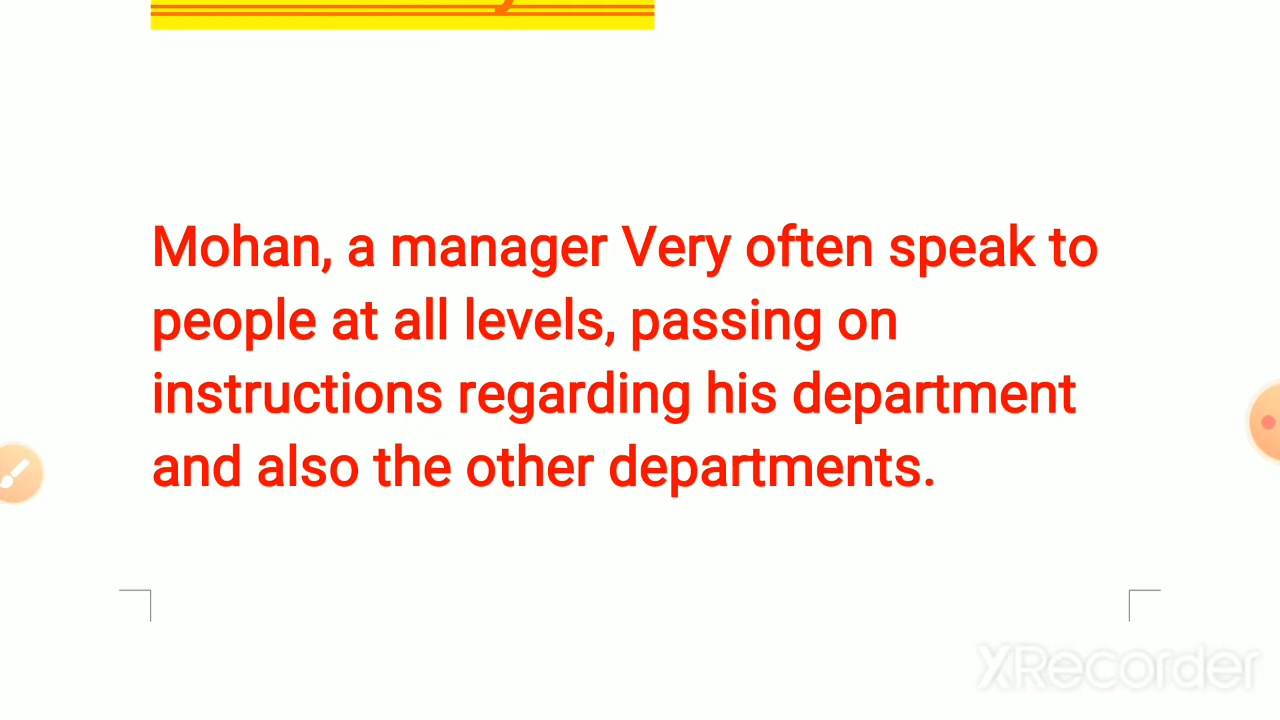 Mohan, a manager Very often speak to
people at all levels, passing on
instructions regarding his department
and also the other departments.
XRecorder